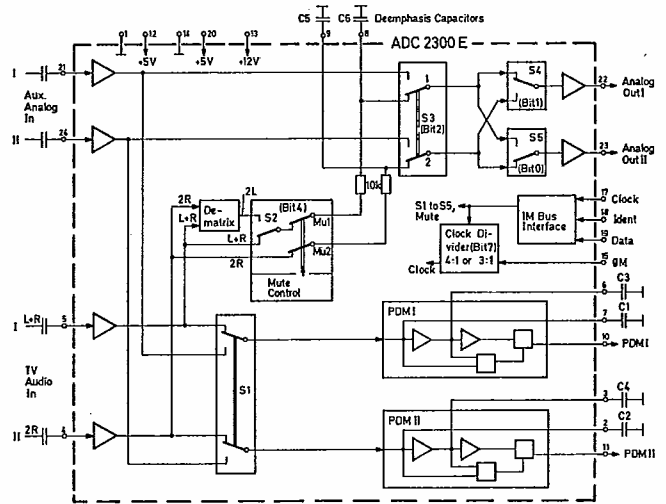 C5 C6 Deemphasis Capacitors
1 12 14 20 13 9 8
+5V +5V +12V
ADC 2300 E
I 21
Aux.
Analog
In
II 24
1
S3
(Bit2)
2
S4
(Bit1)
S5
(Bit0)
22 Analog
Out I
23 Analog
Out II
10k
2R
L+R
De-
matrix
2L
S2
L+R
2R
(Bit4)
Mu1
Mu2
Mute
Control
S1 to S5,
Mute
Clock Di-
vider(Bit7)
4:1 or 3:1
Clock
IM Bus
Interface
17 Clock
18 Ident
19 Data
15 ΦM
I L+R 5
TV
Audio
In
II 2R 4
S1
PDM I
6 C3
7 C1
10 PDM I
PDM II
3 C4
2 C2
11 PDM II